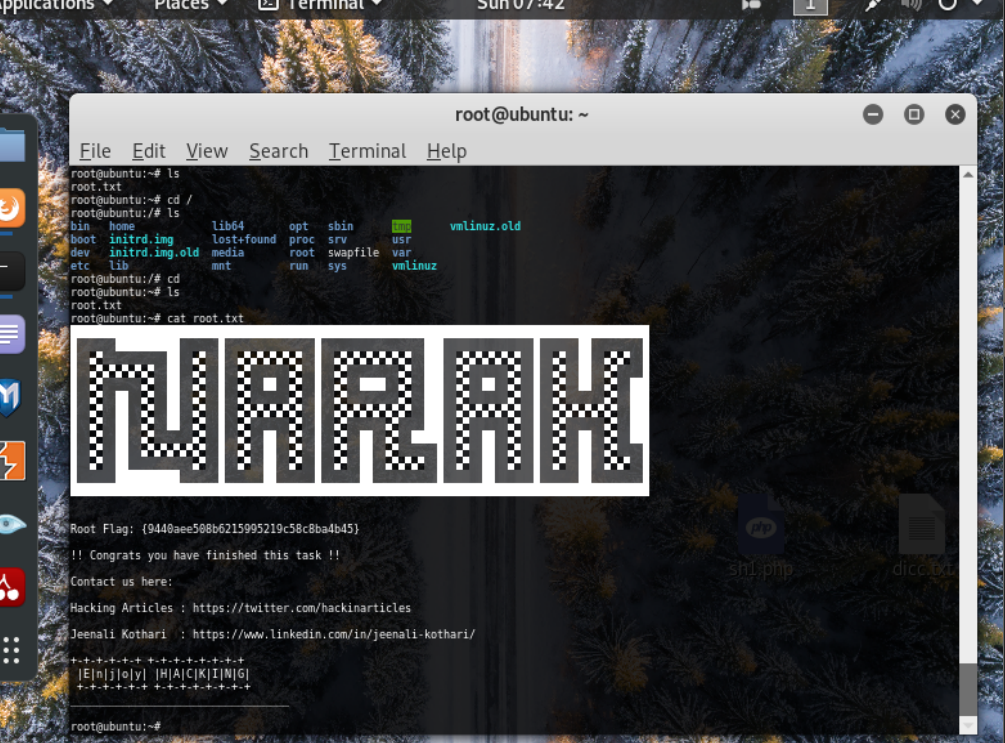 Applications Places Terminal Sun 07:42 1
root@ubuntu: ~
File Edit View Search Terminal Help
root@ubuntu:~# ls
root.txt
root@ubuntu:~# cd /
root@ubuntu:/# ls
bin home lib64 opt sbin tmp vmlinuz.old
boot initrd.img lost+found proc srv usr
dev initrd.img.old media root swapfile var
etc lib mnt run sys vmlinuz
root@ubuntu:/# cd
root@ubuntu:~# ls
root.txt
root@ubuntu:~# cat root.txt
NARAK
Root Flag: {9440aee508b6215995219c58c8ba4b45}
!! Congrats you have finished this task !!
Contact us here:
Hacking Articles : https://twitter.com/hackinarticles
Jeenali Kothari  : https://www.linkedin.com/in/jeenali-kothari/
+-+-+-+-+-+ +-+-+-+-+-+-+-+
|E|n|j|o|y| |H|A|C|K|I|N|G|
+-+-+-+-+-+ +-+-+-+-+-+-+-+
__________________________________
root@ubuntu:~#
php
sh1.php dicc.txt